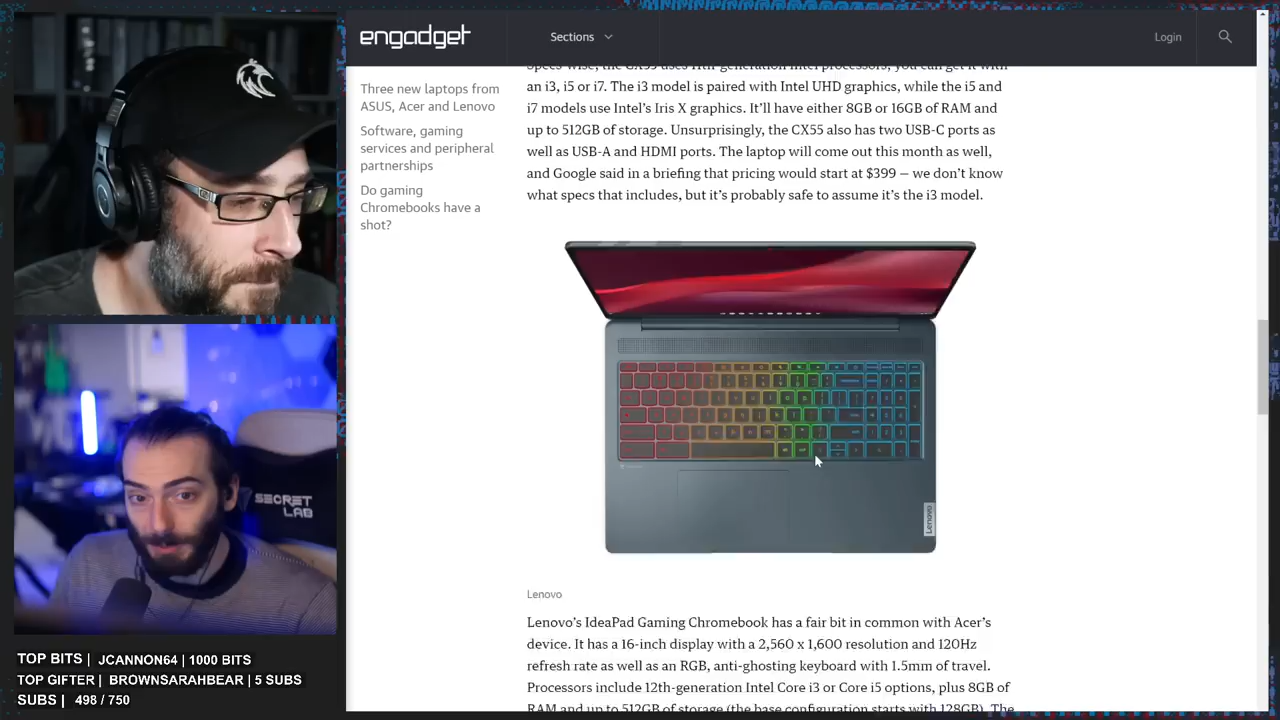 engadget
Sections
Login
Three new laptops from
ASUS, Acer and Lenovo
Software, gaming
services and peripheral
partnerships
Do gaming
Chromebooks have a
shot?
Specs-wise, the CX55 uses 11th-generation Intel processors; you can get it with
an i3, i5 or i7. The i3 model is paired with Intel UHD graphics, while the i5 and
i7 models use Intel's Iris X graphics. It'll have either 8GB or 16GB of RAM and
up to 512GB of storage. Unsurprisingly, the CX55 also has two USB-C ports as
well as USB-A and HDMI ports. The laptop will come out this month as well,
and Google said in a briefing that pricing would start at $399 — we don't know
what specs that includes, but it's probably safe to assume it's the i3 model.
Lenovo
Lenovo
Lenovo's IdeaPad Gaming Chromebook has a fair bit in common with Acer's
device. It has a 16-inch display with a 2,560 x 1,600 resolution and 120Hz
refresh rate as well as an RGB, anti-ghosting keyboard with 1.5mm of travel.
Processors include 12th-generation Intel Core i3 or Core i5 options, plus 8GB of
RAM and up to 512GB of storage (the base configuration starts with 128GB). The
SECRET
LAB
TOP BITS | JCANNON64 | 1000 BITS
TOP GIFTER | BROWNSARAHBEAR | 5 SUBS
SUBS | 498 / 750